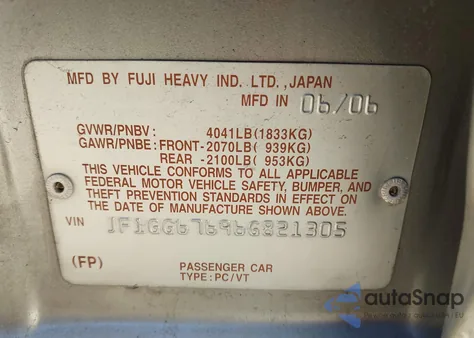 MFD BY FUJI HEAVY IND. LTD.,JAPAN
MFD IN 06/06
GVWR/PNBV : 4041LB(1833KG)
GAWR/PNBE: FRONT-2070LB( 939KG)
REAR -2100LB( 953KG)
THIS VEHICLE CONFORMS TO ALL APPLICABLE
FEDERAL MOTOR VEHICLE SAFETY, BUMPER, AND
THEFT PREVENTION STANDARDS IN EFFECT ON
THE DATE OF MANUFACTURE SHOWN ABOVE.
VIN JF1GG67696G821305
(FP) PASSENGER CAR
TYPE: PC/VT
autoSnap